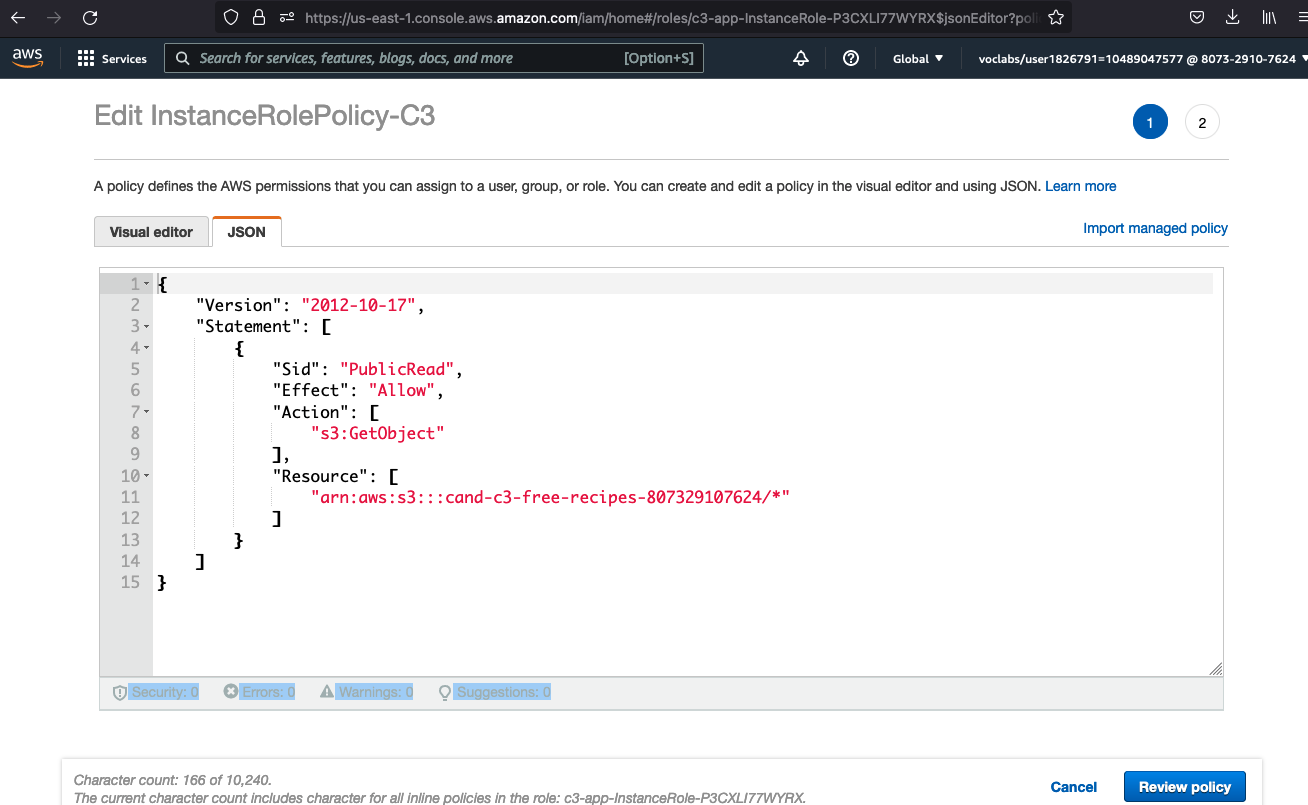 https://us-east-1.console.aws.amazon.com/iam/home#/roles/c3-app-InstanceRole-P3CXLI77WYRX$jsonEditor?poli
aws Services Search for services, features, blogs, docs, and more [Option+S] Global voclabs/user1826791=10489047577 @ 8073-2910-7624
Edit InstanceRolePolicy-C3
1 2
A policy defines the AWS permissions that you can assign to a user, group, or role. You can create and edit a policy in the visual editor and using JSON. Learn more
Visual editor JSON Import managed policy
1 {
2 "Version": "2012-10-17",
3 "Statement": [
4 {
5 "Sid": "PublicRead",
6 "Effect": "Allow",
7 "Action": [
8 "s3:GetObject"
9 ],
10 "Resource": [
11 "arn:aws:s3:::cand-c3-free-recipes-807329107624/*"
12 ]
13 }
14 ]
15 }
Security: 0 Errors: 0 Warnings: 0 Suggestions: 0
Character count: 166 of 10,240.
The current character count includes character for all inline policies in the role: c3-app-InstanceRole-P3CXLI77WYRX.
Cancel Review policy